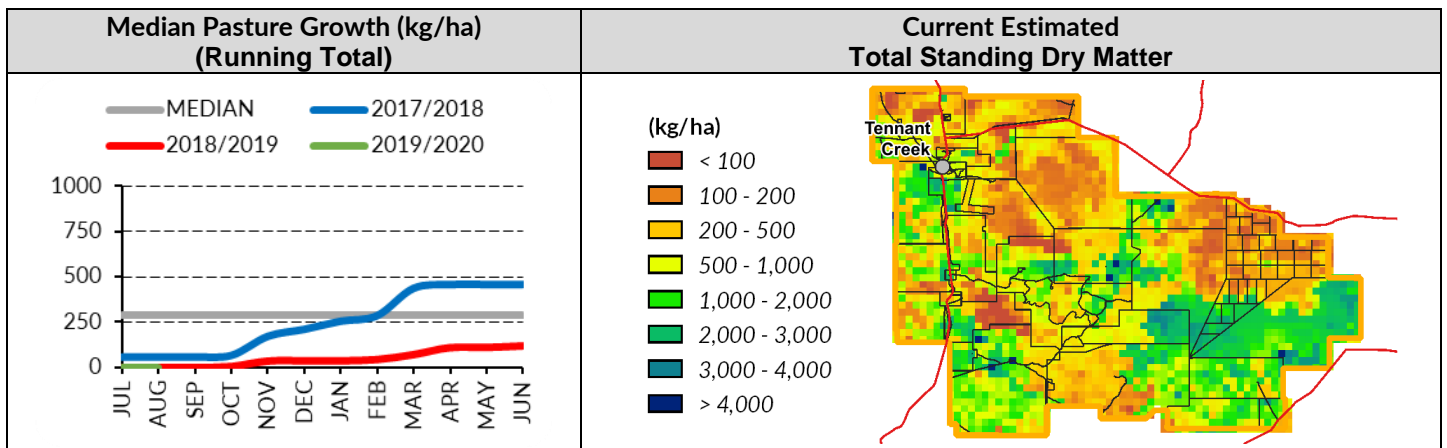 Median Pasture Growth (kg/ha)
(Running Total)
Current Estimated
Total Standing Dry Matter
MEDIAN
2017/2018
2018/2019
2019/2020
1000
750
500
250
0
JUL
AUG
SEP
OCT
NOV
DEC
JAN
FEB
MAR
APR
MAY
JUN
(kg/ha)
< 100
100 - 200
200 - 500
500 - 1,000
1,000 - 2,000
2,000 - 3,000
3,000 - 4,000
> 4,000
Tennant
Creek